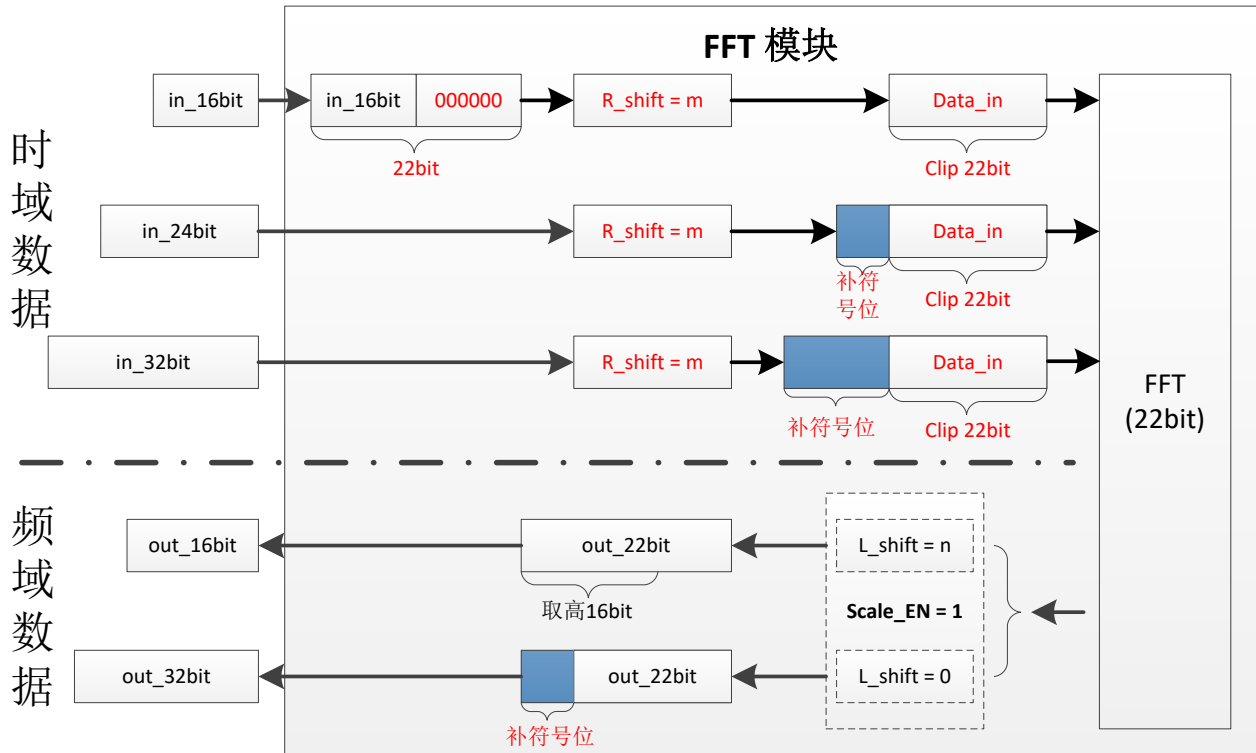 FFT 模块
时域数据
in_16bit
in_16bit
000000
R_shift = m
Data_in
22bit
Clip 22bit
in_24bit
R_shift = m
Data_in
补符
号位
Clip 22bit
in_32bit
R_shift = m
Data_in
补符号位
Clip 22bit
FFT
(22bit)
频域数据
out_16bit
out_22bit
L_shift = n
取高16bit
Scale_EN = 1
out_32bit
out_22bit
L_shift = 0
补符号位